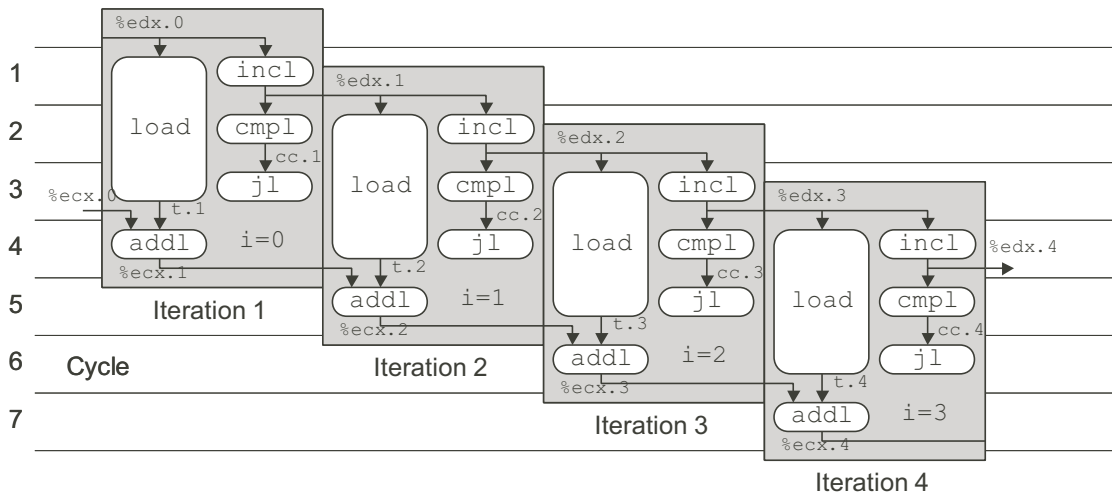 %edx.0
1
load
incl
%edx.1
2
cmpl
load
incl
%edx.2
cc.1
3
jl
cmpl
load
incl
%edx.3
%ecx.0
t.1
cc.2
4
addl
i=0
jl
cmpl
load
incl
%edx.4
%ecx.1
t.2
cc.3
5
Iteration 1
addl
i=1
jl
cmpl
%ecx.2
t.3
cc.4
6
Cycle
Iteration 2
addl
i=2
jl
%ecx.3
t.4
7
Iteration 3
addl
i=3
%ecx.4
Iteration 4